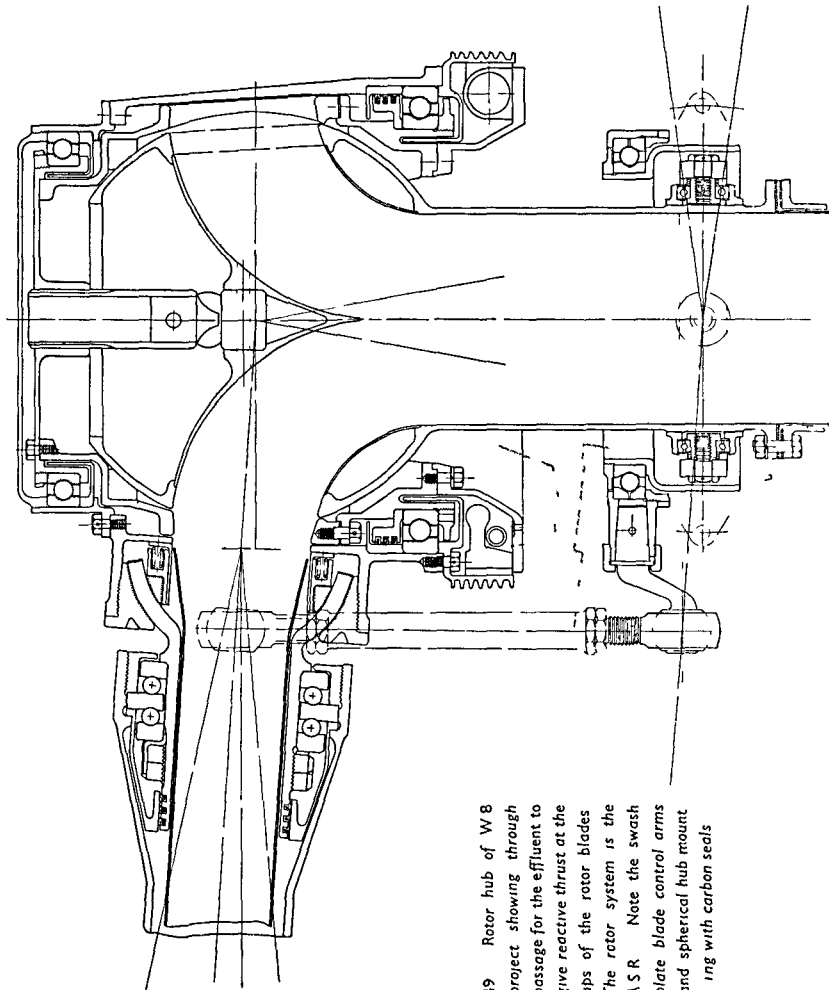 Rotor hub of W 8
project showing through
passage for the effluent to
give reactive thrust at the
ips of the rotor blades
The rotor system is the
A S R Note the swash
plate blade control arms
and spherical hub mount
ing with carbon seals